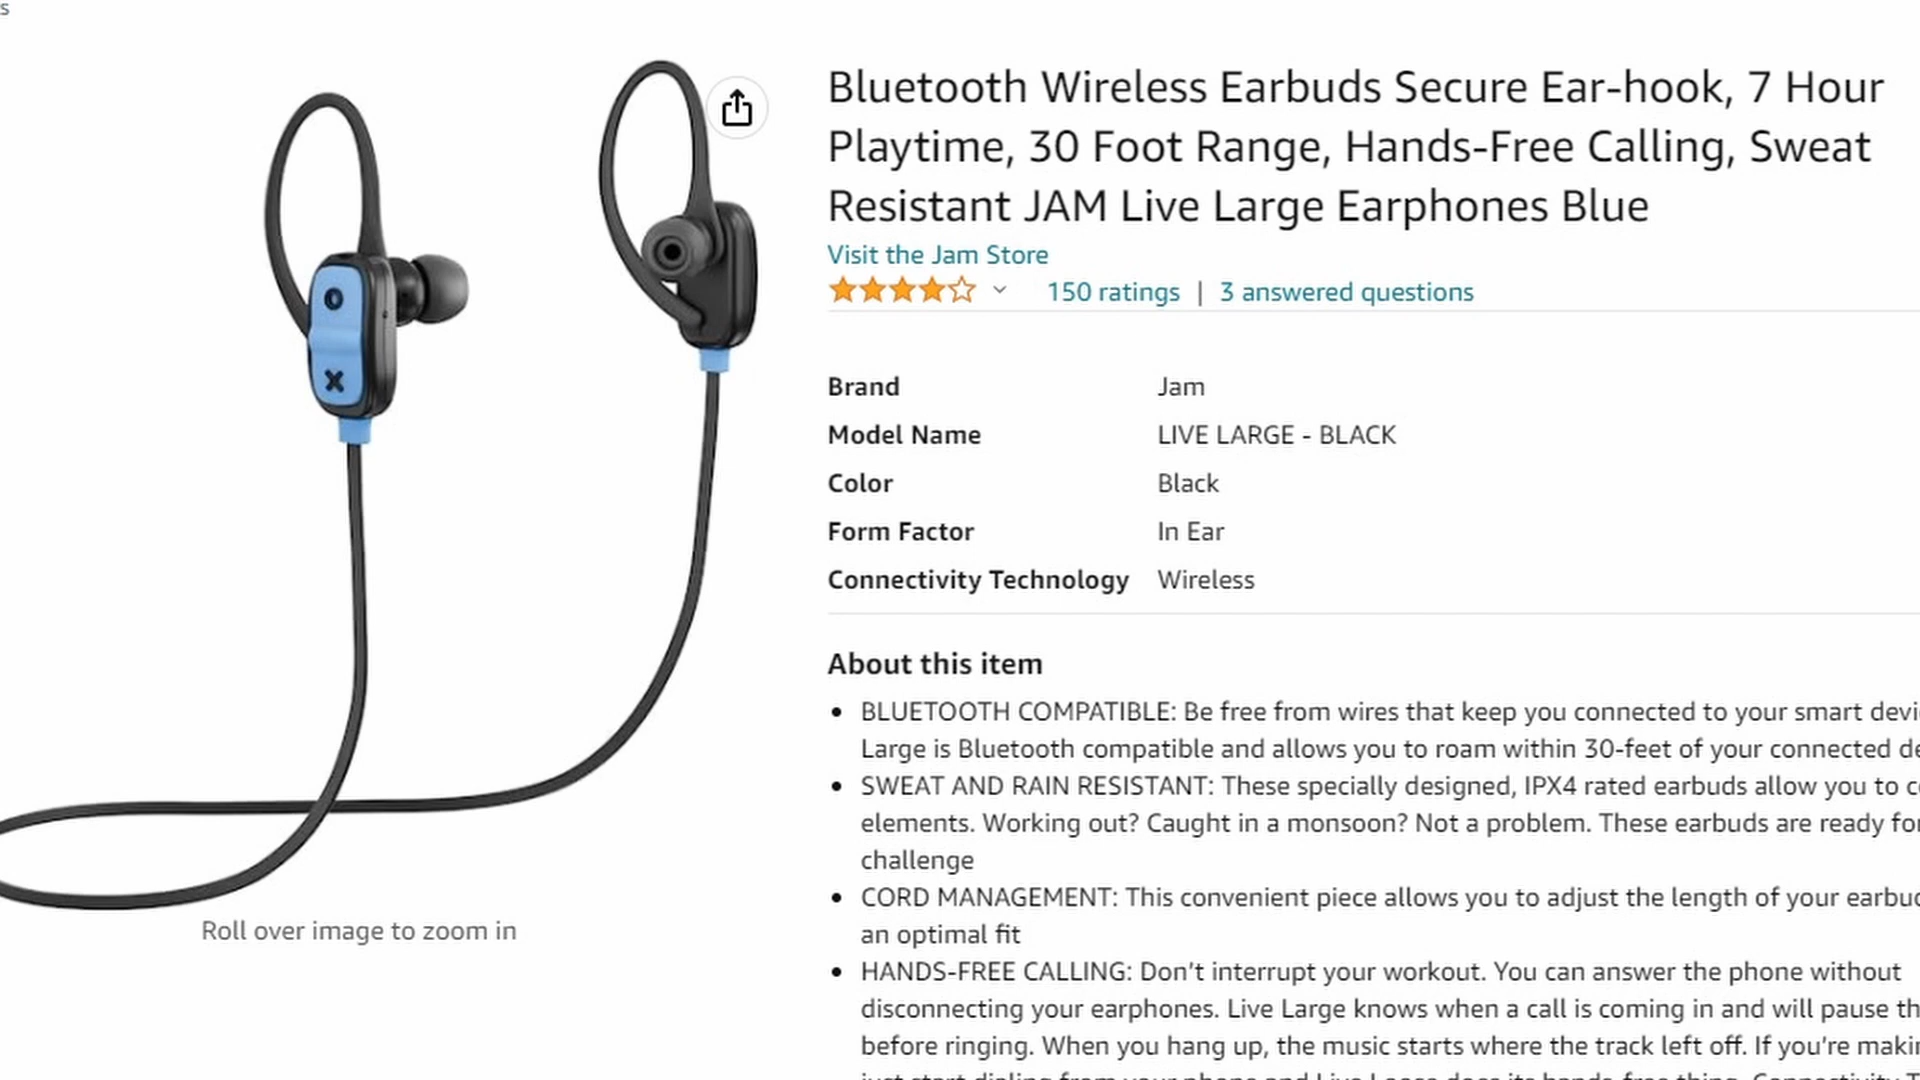 s
Bluetooth Wireless Earbuds Secure Ear-hook, 7 Hour
Playtime, 30 Foot Range, Hands-Free Calling, Sweat
Resistant JAM Live Large Earphones Blue
Visit the Jam Store
150 ratings | 3 answered questions
Brand Jam
Model Name LIVE LARGE - BLACK
Color Black
Form Factor In Ear
Connectivity Technology Wireless
About this item
• BLUETOOTH COMPATIBLE: Be free from wires that keep you connected to your smart devi
Large is Bluetooth compatible and allows you to roam within 30-feet of your connected de
• SWEAT AND RAIN RESISTANT: These specially designed, IPX4 rated earbuds allow you to c
elements. Working out? Caught in a monsoon? Not a problem. These earbuds are ready for
challenge
• CORD MANAGEMENT: This convenient piece allows you to adjust the length of your earbu
an optimal fit
• HANDS-FREE CALLING: Don't interrupt your workout. You can answer the phone without
disconnecting your earphones. Live Large knows when a call is coming in and will pause th
before ringing. When you hang up, the music starts where the track left off. If you're makin
Roll over image to zoom in